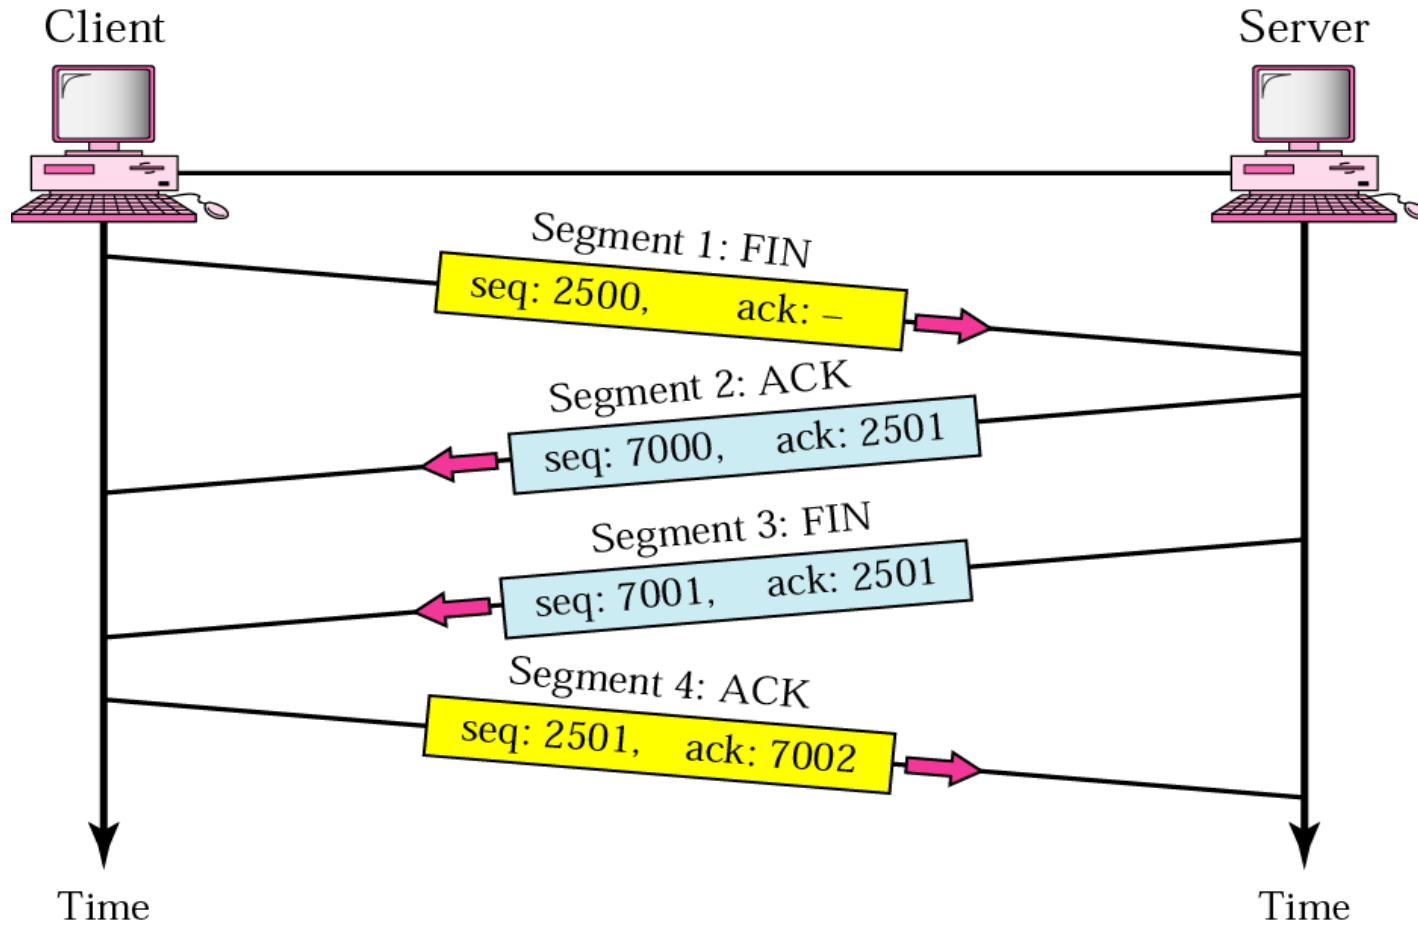 Client
Server
Segment 1: FIN
seq: 2500, ack: –
Segment 2: ACK
seq: 7000, ack: 2501
Segment 3: FIN
seq: 7001, ack: 2501
Segment 4: ACK
seq: 2501, ack: 7002
Time
Time